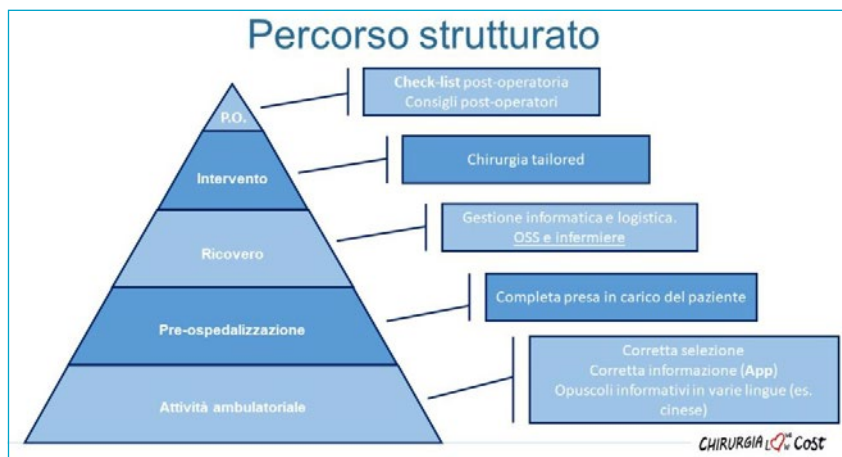 Percorso strutturato
P.O.
Check-list post-operatoria
Consigli post-operatori
Intervento
Chirurgia tailored
Ricovero
Gestione informatica e logistica.
OSS e infermiere
Pre-ospedalizzazione
Completa presa in carico del paziente
Attività ambulatoriale
Corretta selezione
Corretta informazione (App)
Opuscoli informativi in varie lingue (es.
cinese)
CHIRURGIA LOW COST